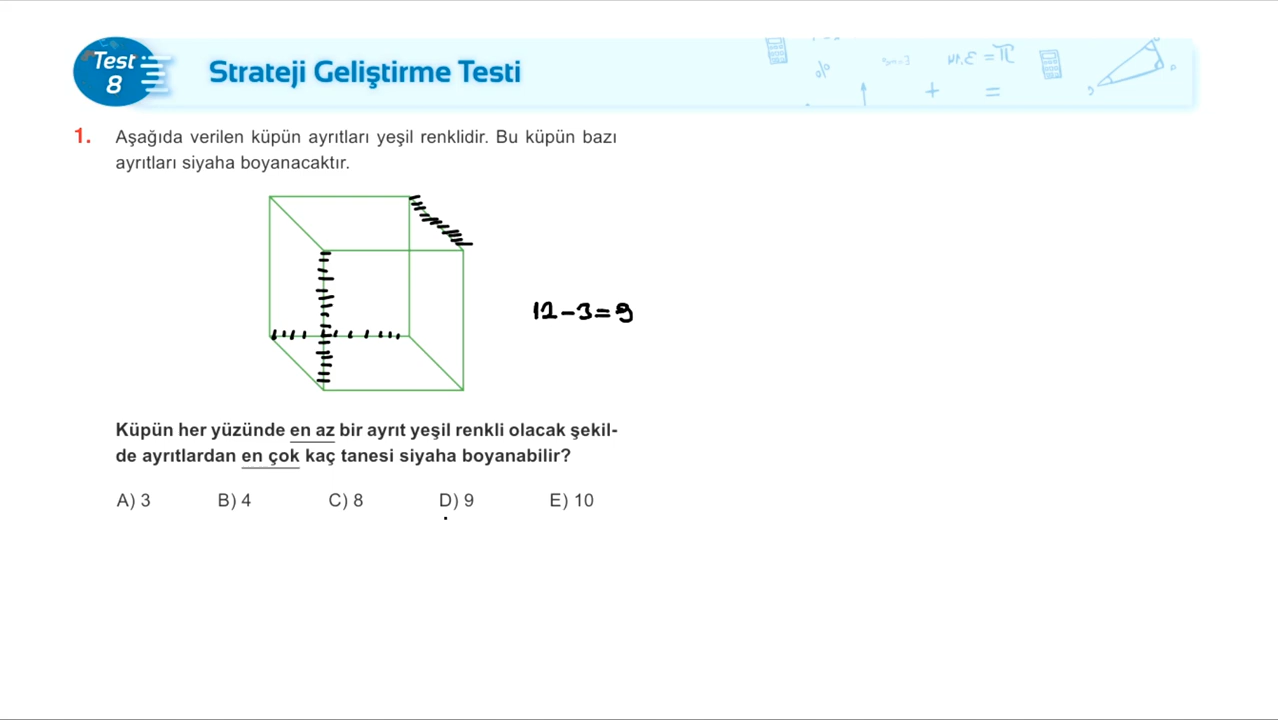 Test
8
Strateji Geliştirme Testi
1. Aşağıda verilen küpün ayrıtları yeşil renklidir. Bu küpün bazı
ayrıtları siyaha boyanacaktır.
12-3=9
Küpün her yüzünde en az bir ayrıt yeşil renkli olacak şekil-
de ayrıtlardan en çok kaç tanesi siyaha boyanabilir?
A) 3 B) 4 C) 8 D) 9 E) 10